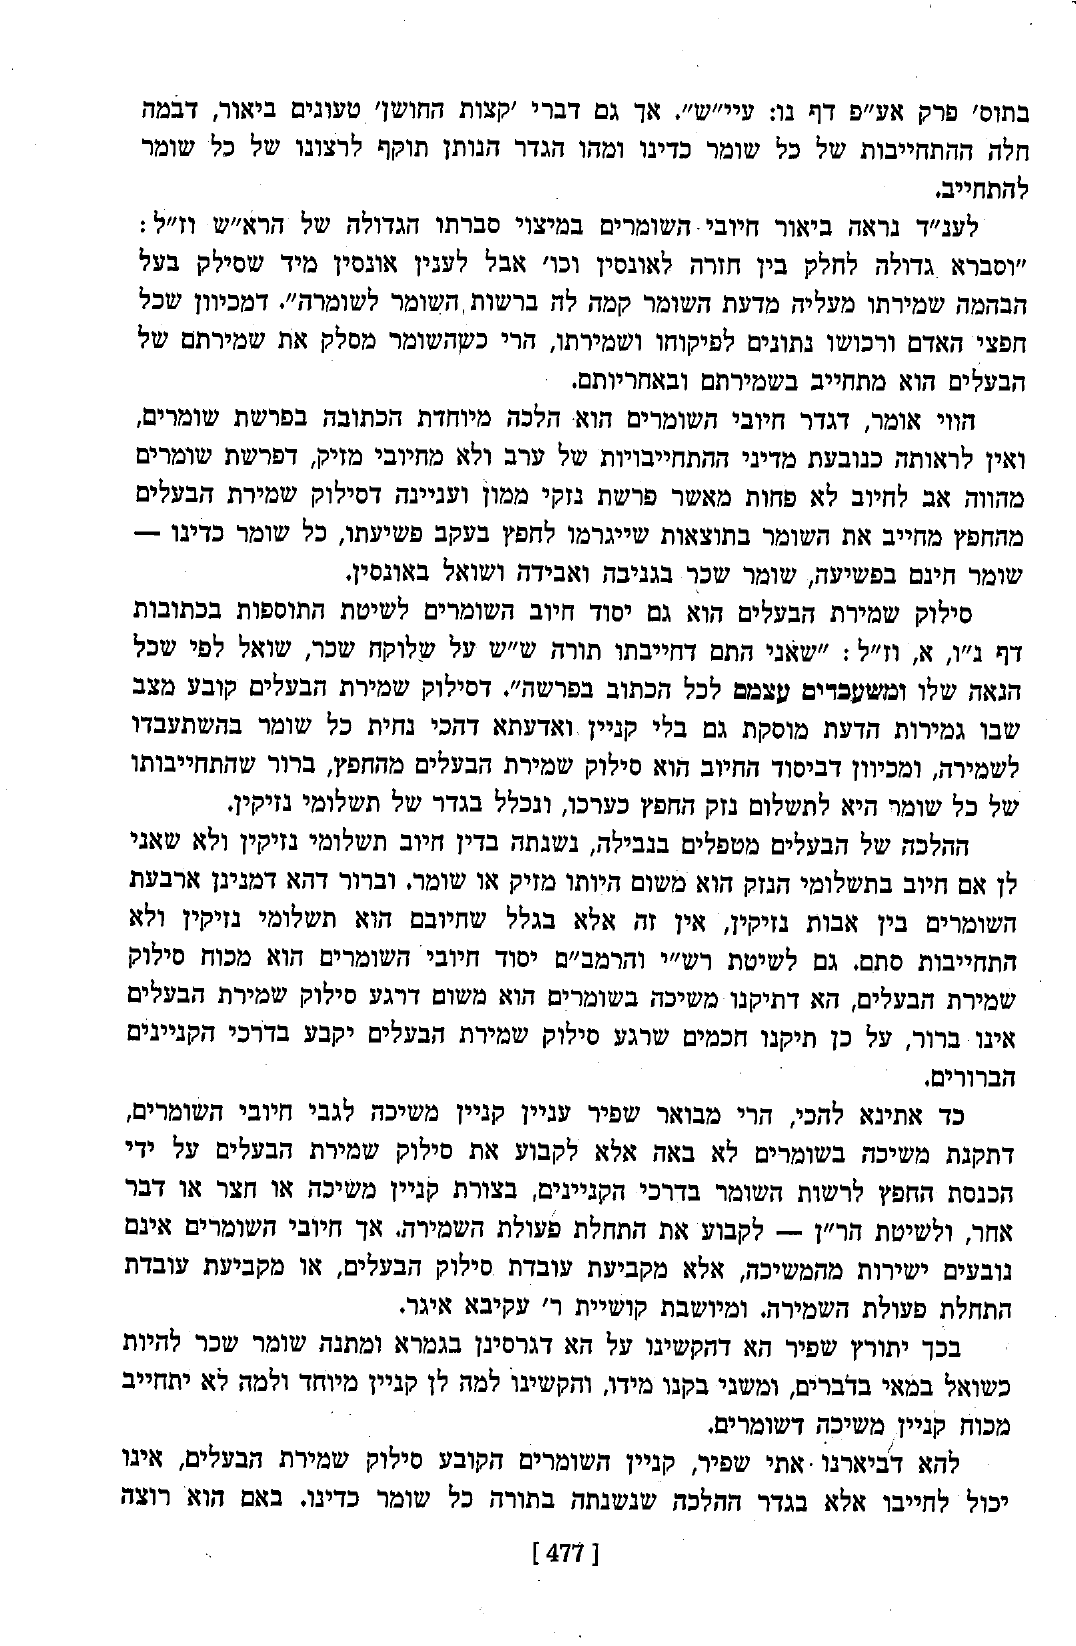 בתוס' פרק אע"פ דף נו: עיי"ש". אך גם דברי 'קצות החושן' טעונים ביאור, דבמה
חלה ההתחייבות של כל שומר כדינו ומהו הגדר הנותן תוקף לרצונו של כל שומר
להתחייב.
לענ"ד נראה ביאור חיובי השומרים במיצוי סברתו הגדולה של הרא"ש וז"ל:
"וסברא גדולה לחלק בין חזרה לאונסין וכו' אבל לענין אונסין מיד שסילק בעל
הבהמה שמירתו מעליה מדעת השומר קמה לה ברשות השומר לשומרה". דמכיוון שכל
חפצי האדם ורכושו נתונים לפיקוחו ושמירתו, הרי כשהשומר מסלק את שמירתם של
הבעלים הוא מתחייב בשמירתם ובאחריותם.
הווי אומר, דגדר חיובי השומרים הוא הלכה מיוחדת הכתובה בפרשת שומרים,
ואין לראותה כנובעת מדיני ההתחייבויות של ערב ולא מחיובי מזיק, דפרשת שומרים
מהווה אב לחיוב לא פחות מאשר פרשת נזקי ממון ועניינה דסילוק שמירת הבעלים
מהחפץ מחייב את השומר בתוצאות שייגרמו לחפץ בעקב פשיעתו, כל שומר כדינו —
שומר חינם בפשיעה, שומר שכר בגניבה ואבידה ושואל באונסין.
סילוק שמירת הבעלים הוא גם יסוד חיוב השומרים לשיטת התוספות בכתובות
דף נ"ו, א, וז"ל: "שאני התם דחייבתו תורה ש"ש על שלוקח שכר, שואל לפי שכל
הנאה שלו ומשעבדים עצמם לכל הכתוב בפרשה". דסילוק שמירת הבעלים קובע מצב
שבו גמירות הדעת מוסקת גם בלי קניין ואדעתא דהכי נחית כל שומר בהשתעבדו
לשמירה, ומכיוון דביסוד החיוב הוא סילוק שמירת הבעלים מהחפץ, ברור שהתחייבותו
של כל שומר היא לתשלום נזק החפץ כערכו, ונכלל בגדר של תשלומי נזיקין.
ההלכה של הבעלים מטפלים בנבילה, נשנתה בדין חיוב תשלומי נזיקין ולא שאני
לן אם חיוב בתשלומי הנזק הוא משום היותו מזיק או שומר. וברור דהא דמנינן ארבעת
השומרים בין אבות נזיקין, אין זה אלא בגלל שחיובם הוא תשלומי נזיקין ולא
התחייבות סתם. גם לשיטת רש"י והרמב"ם יסוד חיובי השומרים הוא מכוח סילוק
שמירת הבעלים, הא דתיקנו משיכה בשומרים הוא משום דרגע סילוק שמירת הבעלים
אינו ברור, על כן תיקנו חכמים שרגע סילוק שמירת הבעלים יקבע בדרכי הקניינים
הברורים.
כד אתינא להכי, הרי מבואר שפיר עניין קניין משיכה לגבי חיובי השומרים,
דתקנת משיכה בשומרים לא באה אלא לקבוע את סילוק שמירת הבעלים על ידי
הכנסת החפץ לרשות השומר בדרכי הקניינים, בצורת קניין משיכה או חצר או דבר
אחר, ולשיטת הר"ן — לקבוע את התחלת פעולת השמירה. אך חיובי השומרים אינם
נובעים ישירות מהמשיכה, אלא מקביעת עובדת סילוק הבעלים, או מקביעת עובדת
התחלת פעולת השמירה. ומיושבת קושיית ר' עקיבא איגר.
בכך יתורץ שפיר הא דהקשינו על הא דגרסינן בגמרא ומתנה שומר שכר להיות
כשואל במאי בדברים, ומשני בקנו מידו, והקשינו למה לן קניין מיוחד ולמה לא יתחייב
מכוח קניין משיכה דשומרים.
להא דביארנו אתי שפיר, קניין השומרים הקובע סילוק שמירת הבעלים, אינו
יכול לחייבו אלא בגדר ההלכה שנשנתה בתורה כל שומר כדינו. באם הוא רוצה
[ 477 ]